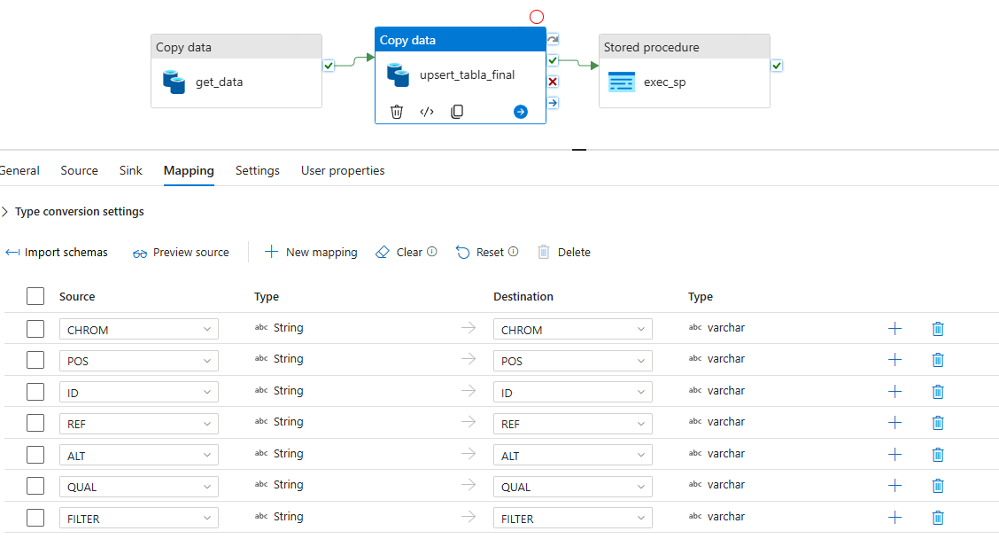 Copy data
get_data
Copy data
upsert_tabla_final
Stored procedure
exec_sp
General Source Sink Mapping Settings User properties
Type conversion settings
Import schemas Preview source New mapping Clear Reset Delete
Source Type Destination Type
CHROM abc String CHROM abc varchar
POS abc String POS abc varchar
ID abc String ID abc varchar
REF abc String REF abc varchar
ALT abc String ALT abc varchar
QUAL abc String QUAL abc varchar
FILTER abc String FILTER abc varchar